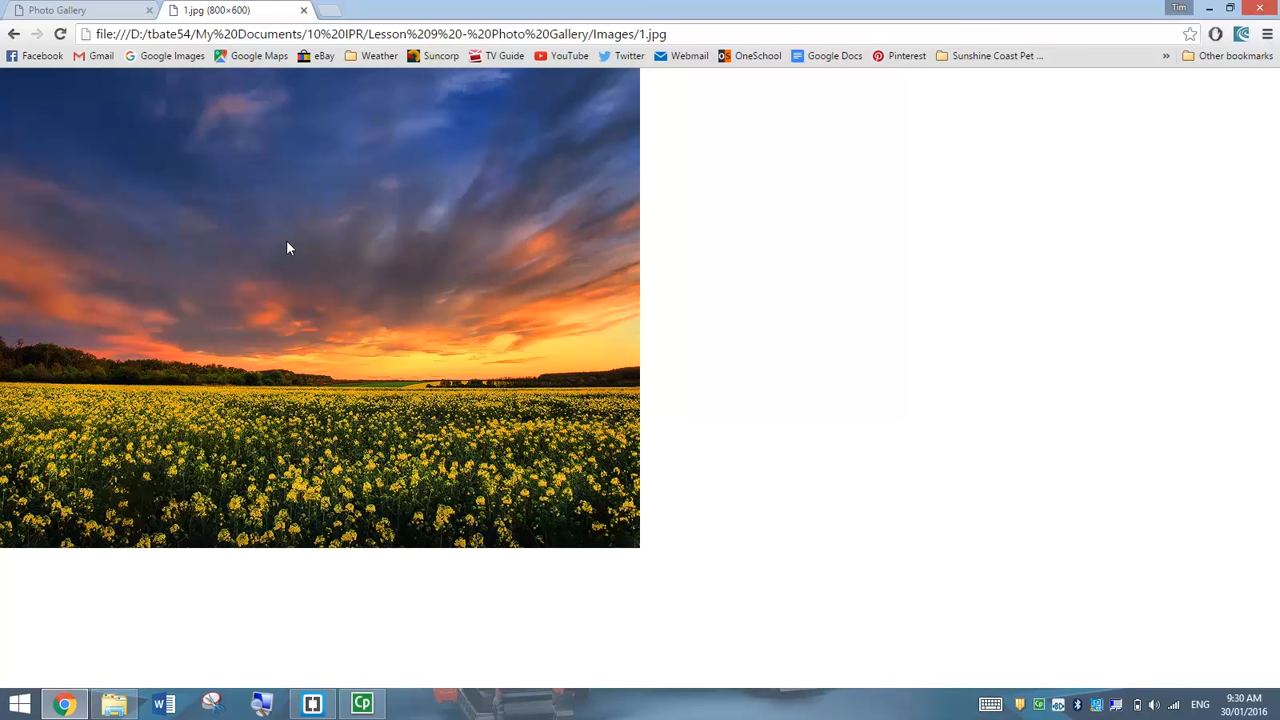 Photo Gallery
1.jpg (800×600)
Tim
file:///D:/tbate54/My%20Documents/10%20IPR/Lesson%209%20-%20Photo%20Gallery/Images/1.jpg
Facebook Gmail Google Images Google Maps eBay Weather Suncorp TV Guide YouTube Twitter Webmail OneSchool Google Docs Pinterest Sunshine Coast Pet ... » Other bookmarks
Cp
ENG
9:30 AM
30/01/2016